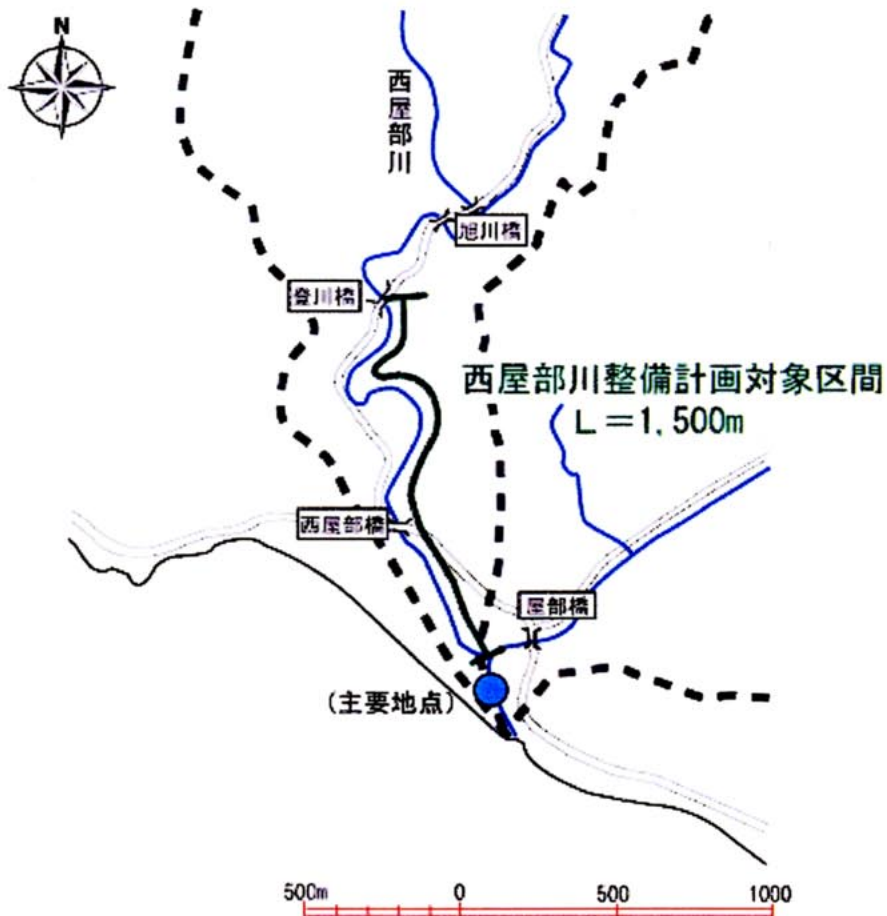 N
西屋部川
旭川橋
登川橋
西屋部川整備計画対象区間
L=1,500m
西屋部橋
屋部橋
(主要地点)
500m 0 500 1000